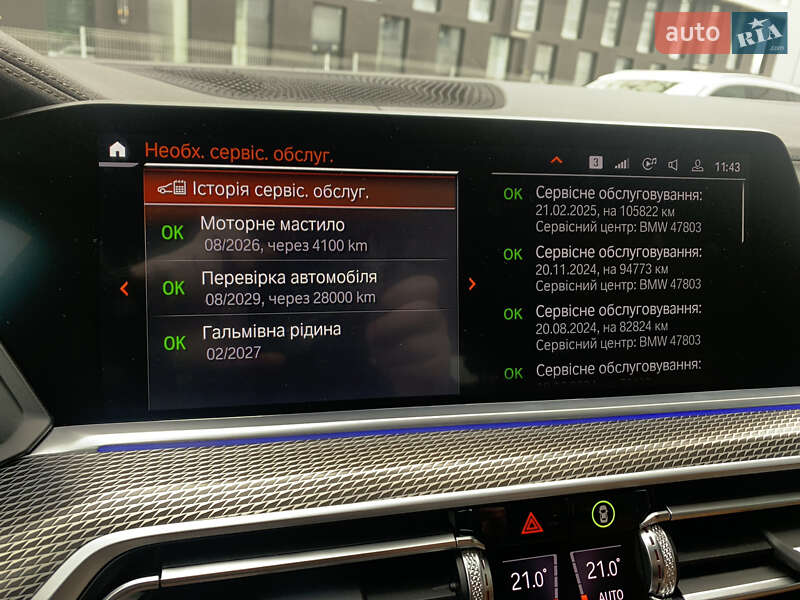 auto RIA
Необх. сервіс. обслуг.
3
11:43
Історія сервіс. обслуг.
OK Моторне мастило
08/2026, через 4100 km
OK Перевірка автомобіля
08/2029, через 28000 km
OK Гальмівна рідина
02/2027
OK Сервісне обслуговування:
21.02.2025, на 105822 км
Сервісний центр: BMW 47803
OK Сервісне обслуговування:
20.11.2024, на 94773 км
Сервісний центр: BMW 47803
OK Сервісне обслуговування:
20.08.2024, на 82824 км
Сервісний центр: BMW 47803
OK Сервісне обслуговування:
21.0°
21.0°
AUTO